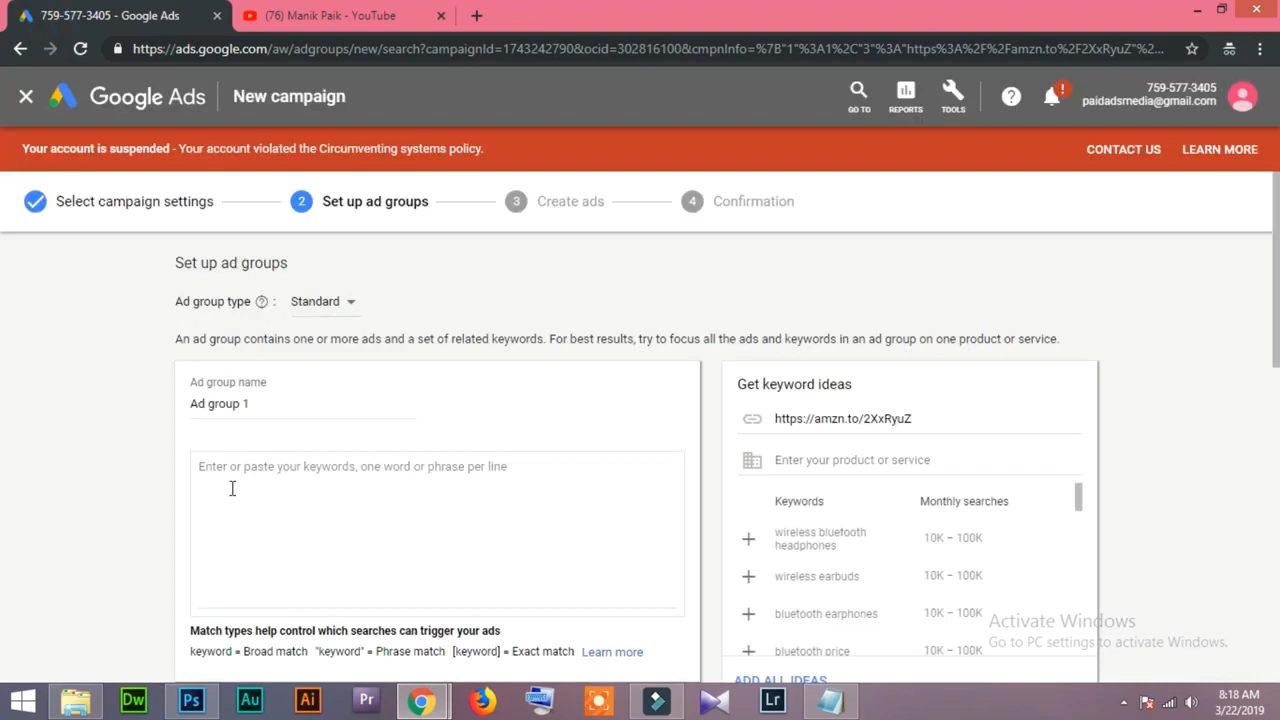 759-577-3405 - Google Ads
(76) Manik Paik - YouTube
https://ads.google.com/aw/adgroups/new/search?campaignId=1743242790&ocid=302816100&cmpnInfo=%7B"1"%3A1%2C"3"%3A"https%3A%2F%2Famzn.to%2F2XxRyuZ"%2...
Google Ads
New campaign
GO TO
REPORTS
TOOLS
759-577-3405
paidadsmedia@gmail.com
Your account is suspended - Your account violated the Circumventing systems policy.
CONTACT US
LEARN MORE
Select campaign settings
2 Set up ad groups
3 Create ads
4 Confirmation
Set up ad groups
Ad group type ? : Standard
An ad group contains one or more ads and a set of related keywords. For best results, try to focus all the ads and keywords in an ad group on one product or service.
Ad group name
Ad group 1
Enter or paste your keywords, one word or phrase per line
Match types help control which searches can trigger your ads
keyword = Broad match "keyword" = Phrase match [keyword] = Exact match Learn more
Get keyword ideas
https://amzn.to/2XxRyuZ
Enter your product or service
Keywords Monthly searches
wireless bluetooth
headphones
10K – 100K
wireless earbuds 10K – 100K
bluetooth earphones 10K – 100K
bluetooth price 10K – 100K
ADD ALL IDEAS
Activate Windows
Go to PC settings to activate Windows.
Dw
Ps
Au
Ai
Pr
Lr
8:18 AM
3/22/2019